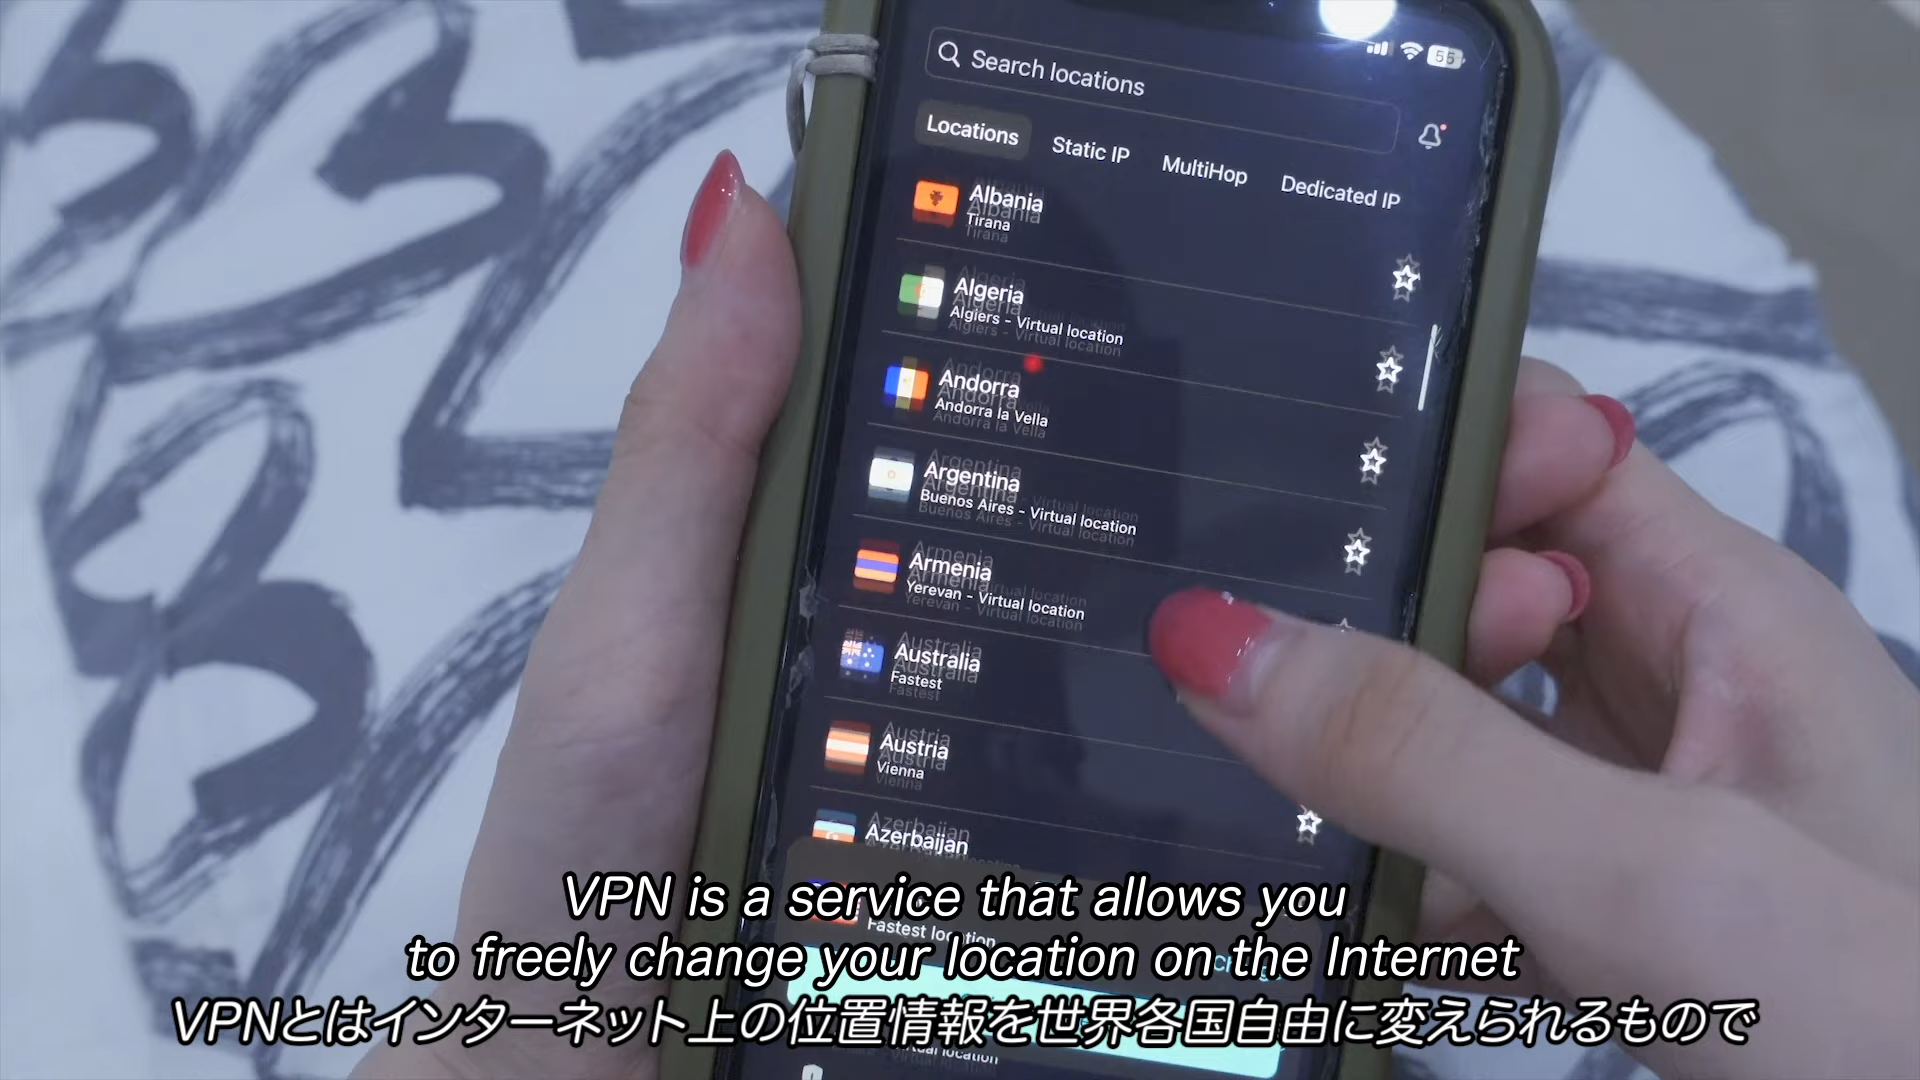 55
Search locations
Locations
Static IP
MultiHop
Dedicated IP
Albania
Tirana
Algeria
Algiers - Virtual location
Andorra
Andorra la Vella
Argentina
Buenos Aires - Virtual location
Armenia
Yerevan - Virtual location
Australia
Fastest
Austria
Vienna
Azerbaijan
VPN is a service that allows you
Fastest location
to freely change your location on the Internet
VPNとはインターネット上の位置情報を世界各国自由に変えられるもので
location